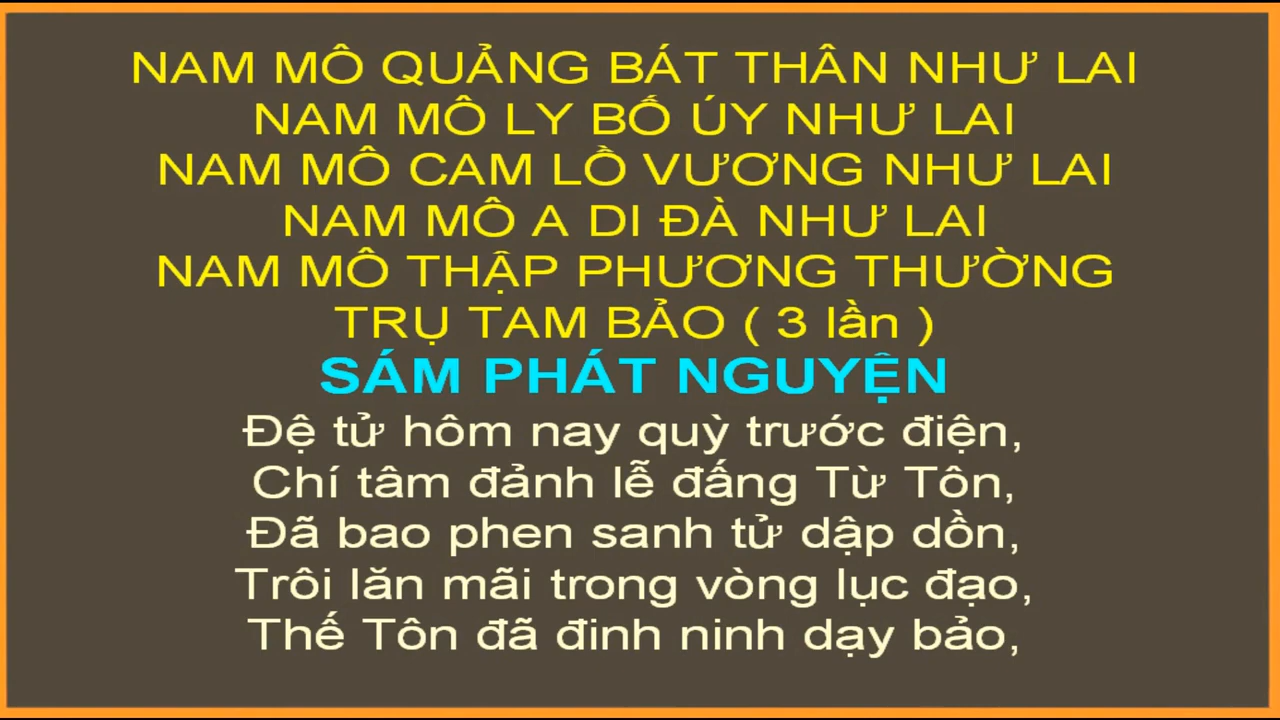 NAM MÔ QUẢNG BÁT THÂN NHƯ LAI
NAM MÔ LY BỐ ÚY NHƯ LAI
NAM MÔ CAM LỒ VƯƠNG NHƯ LAI
NAM MÔ A DI ĐÀ NHƯ LAI
NAM MÔ THẬP PHƯƠNG THƯỜNG
TRỤ TAM BẢO ( 3 lần )
SÁM PHÁT NGUYỆN
Đệ tử hôm nay quỳ trước điện,
Chí tâm đảnh lễ đấng Từ Tôn,
Đã bao phen sanh tử dập dồn,
Trôi lăn mãi trong vòng lục đạo,
Thế Tôn đã đinh ninh dạy bảo,